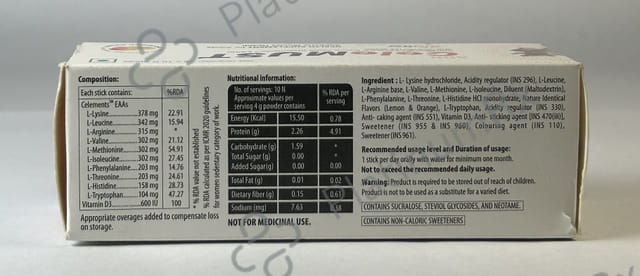 CeloMUST
Composition:
Each stick contains: %RDA
Celements™ EAAs
L-Lysine 378 mg 22.91
L-Leucine 342 mg 15.94
L-Arginine 315 mg *
L-Valine 302 mg 21.12
L-Methionine 302 mg 54.91
L-Isoleucine 302 mg 27.45
L-Phenylalanine 203 mg 14.76
L-Threonine 203 mg 24.61
L-Histidine 158 mg 28.73
L-Tryptophan 104 mg 47.27
Vitamin D3 600 IU 100
Appropriate overages added to compensate loss
on storage.
* % RDA value not established
% RDA calculated as per ICMR 2020 guidelines
for women sedentary category of work.
Nutritional Information:
No. of servings: 10 N
Approximate values per
serving 4 g powder contains
% RDA per
serving
Energy (Kcal) 15.50 0.78
Protein (g) 2.26 4.91
Carbohydrate (g) 1.59 *
Total Sugar (g) 0.00 *
Added Sugar(g) 0.00 0.00
Total Fat (g) 0.01 0.02
Dietary fiber (g) 0.15 0.61
Sodium (mg) 7.63
NOT FOR MEDICINAL USE.
Ingredient : L- Lysine hydrochloride, Acidity regulator (INS 296), L-Leucine,
L-Arginine base, L-Valine, L-Methionine, L-Isoleucine, Diluent (Maltodextrin),
L-Phenylalanine, L-Threonine, L-Histidine HCl monohydrate, Nature Identical
Flavors (Lemon & Orange), L-Tryptophan, Acidity regulator (INS 330),
Anti- caking agent (INS 551), Vitamin D3, Anti- sticking agent (INS 470(iii),
Sweetener (INS 955 & INS 960), Colourising agent (INS 110),
Sweetener (INS 961).
Recommended usage level and Duration of usage:
1 stick per day orally with water for minimum one month.
Not to exceed the recommended daily usage.
Warning: Product is required to be stored out of reach of children.
Product is not to be used as a substitute for a varied diet.
CONTAINS SUCRALOSE, STEVIOL GLYCOSIDES, AND NEOTAME.
CONTAINS NON-CALORIC SWEETENERS